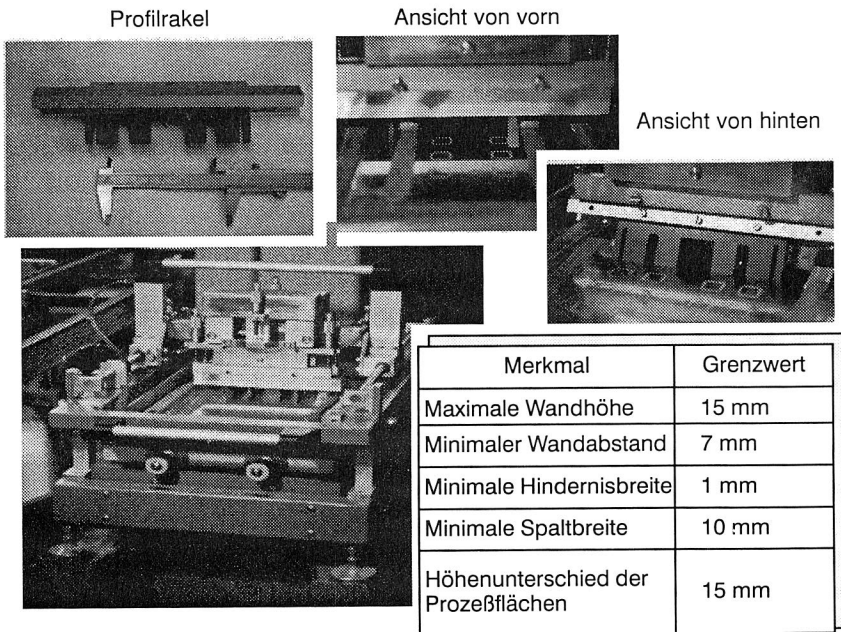 Profilrakel
Ansicht von vorn
Ansicht von hinten
Merkmal Grenzwert
Maximale Wandhöhe 15 mm
Minimaler Wandabstand 7 mm
Minimale Hindernisbreite 1 mm
Minimale Spaltbreite 10 mm
Höhenunterschied der
Prozeßflächen 15 mm